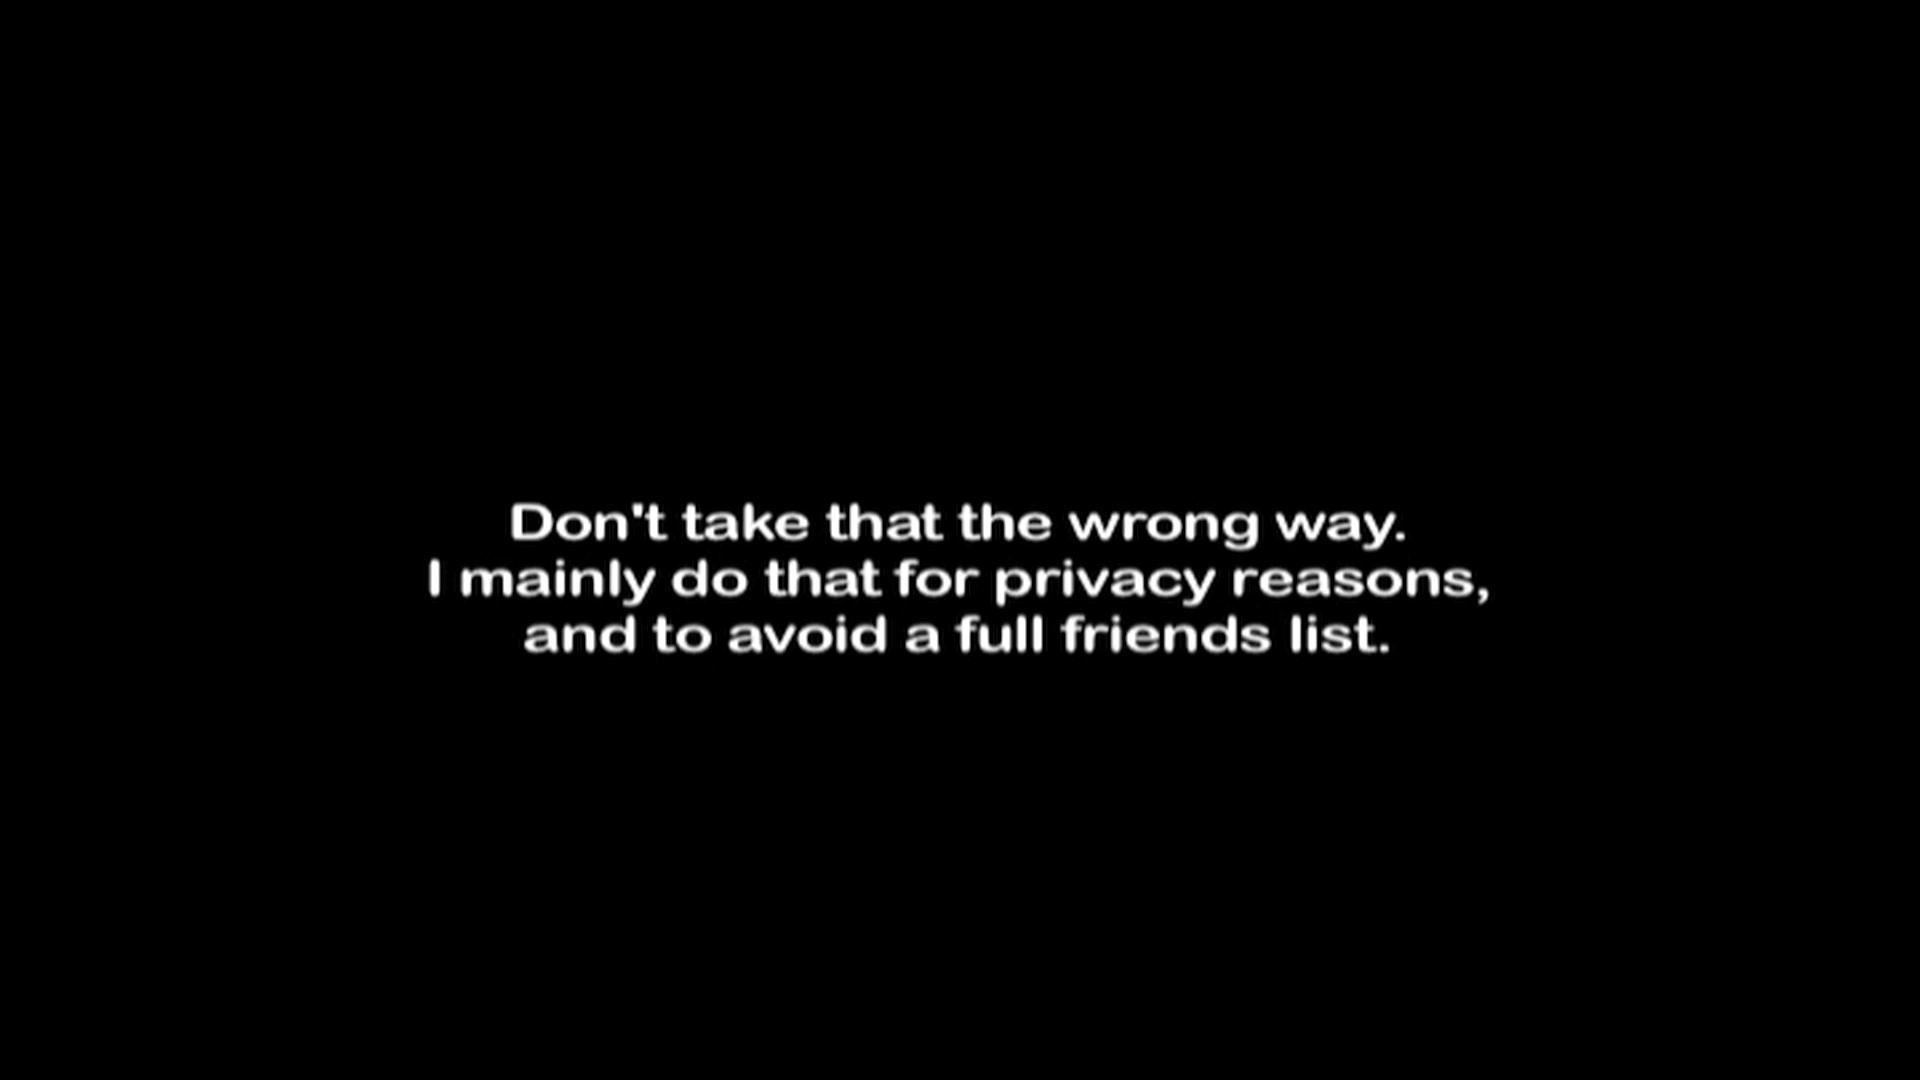 Don't take that the wrong way.
I mainly do that for privacy reasons,
and to avoid a full friends list.